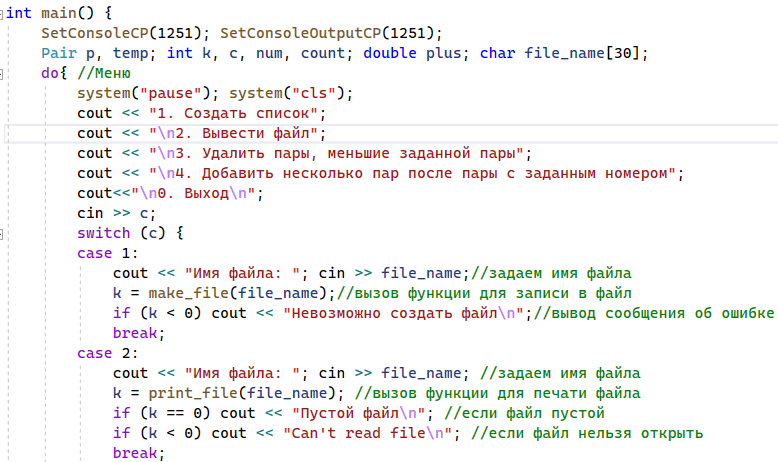 int main() {
    SetConsoleCP(1251); SetConsoleOutputCP(1251);
    Pair p, temp; int k, c, num, count; double plus; char file_name[30];
    do{ //Меню
        system("pause"); system("cls");
        cout << "1. Создать список";
        cout << "\n2. Вывести файл";
        cout << "\n3. Удалить пары, меньшие заданной пары";
        cout << "\n4. Добавить несколько пар после пары с заданным номером";
        cout<<"\n0. Выход\n";
        cin >> c;
        switch (c) {
        case 1:
            cout << "Имя файла: "; cin >> file_name;//задаем имя файла
            k = make_file(file_name);//вызов функции для записи в файл
            if (k < 0) cout << "Невозможно создать файл\n";//вывод сообщения об ошибке
            break;
        case 2:
            cout << "Имя файла: "; cin >> file_name; //задаем имя файла
            k = print_file(file_name); //вызов функции для печати файла
            if (k == 0) cout << "Пустой файл\n"; //если файл пустой
            if (k < 0) cout << "Can't read file\n"; //если файл нельзя открыть
            break;